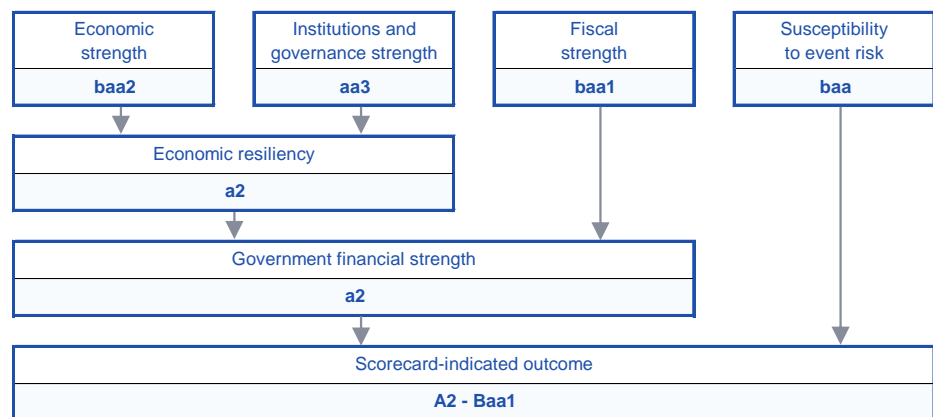 Economic
strength
baa2
Institutions and
governance strength
aa3
Fiscal
strength
baa1
Susceptibility
to event risk
baa
Economic resiliency
a2
Government financial strength
a2
Scorecard-indicated outcome
A2 - Baa1